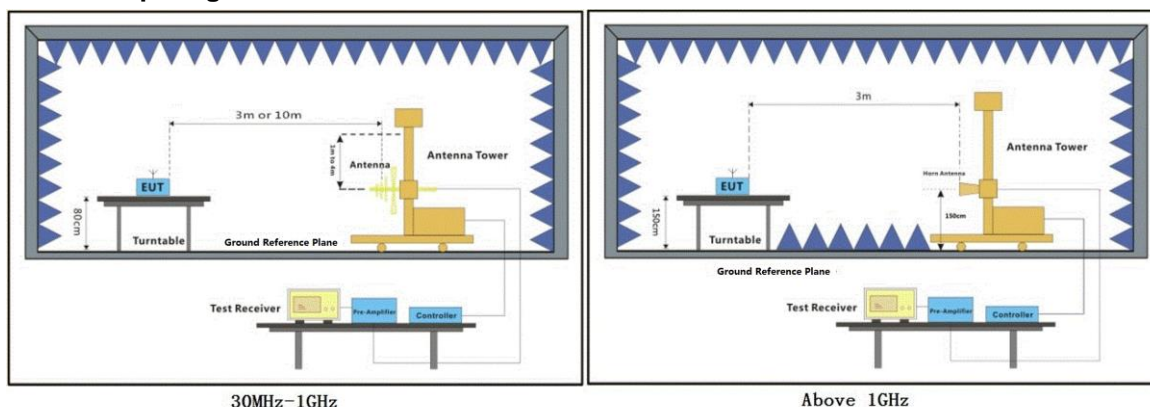 3m or 10m
1m to 4m
Antenna
Antenna Tower
EUT
80cm
Turntable
Ground Reference Plane
Test Receiver
Pre-Amplifier
Controller
30MHz-1GHz
3m
Antenna Tower
Horn Antenna
EUT
150cm
150cm
Turntable
Ground Reference Plane
Test Receiver
Pre-Amplifier
Controller
Above 1GHz